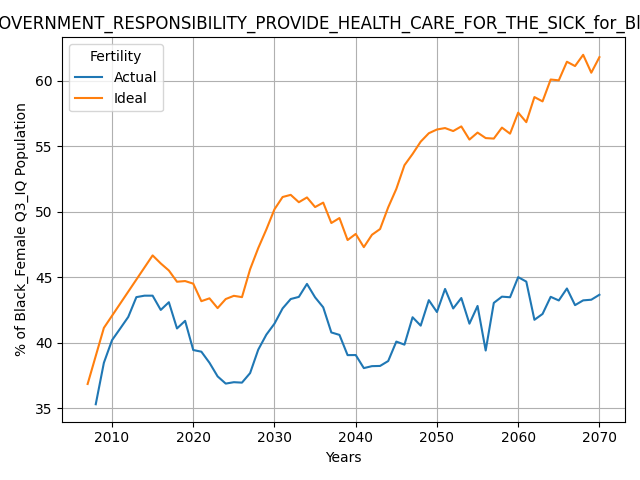 OVERNMENT_RESPONSIBILITY_PROVIDE_HEALTH_CARE_FOR_THE_SICK_for_Bl
Fertility
Actual
Ideal
% of Black_Female Q3_IQ Population
60
55
50
45
40
35
2010 2020 2030 2040 2050 2060 2070
Years